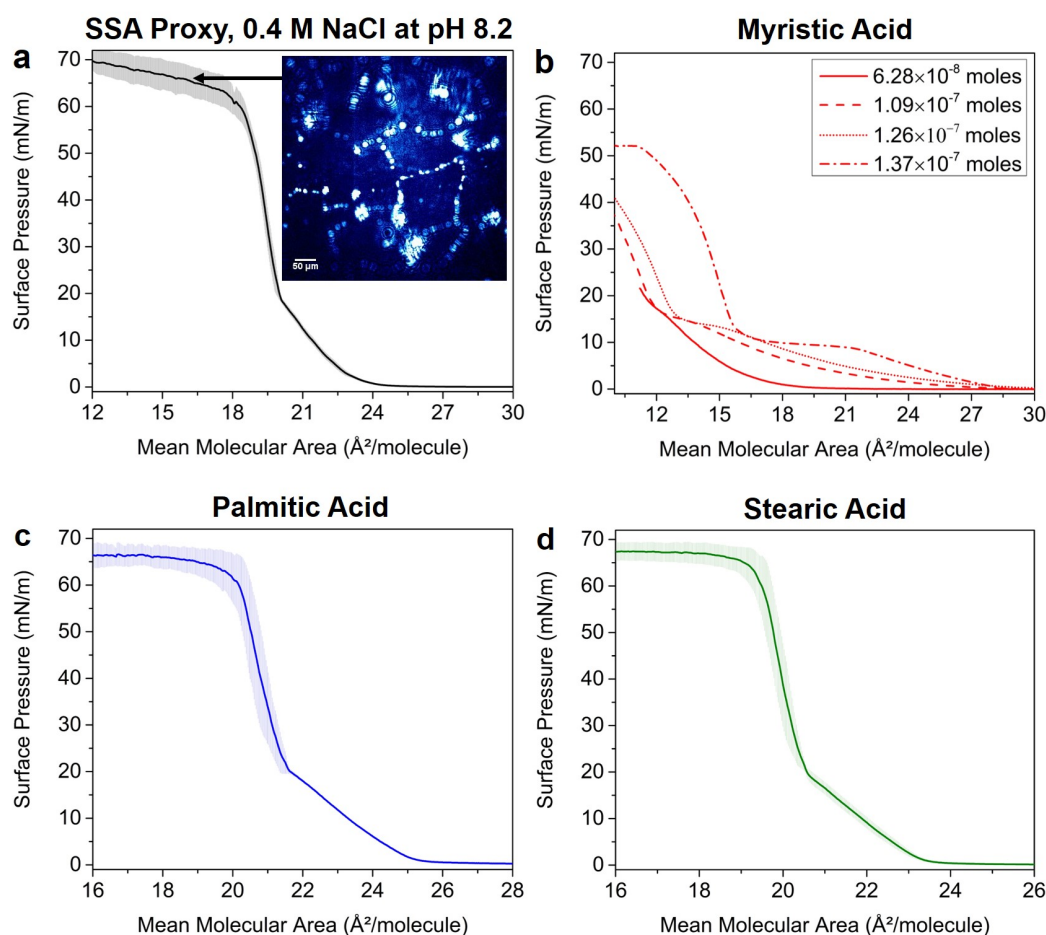 SSA Proxy, 0.4 M NaCl at pH 8.2
a
70
60
50
40
30
20
10
0
Surface Pressure (mN/m)
50 µm
12 15 18 21 24 27 30
Mean Molecular Area (Å²/molecule)
Myristic Acid
b
70
60
50
40
30
20
10
0
Surface Pressure (mN/m)
6.28×10⁻⁸ moles
1.09×10⁻⁷ moles
1.26×10⁻⁷ moles
1.37×10⁻⁷ moles
12 15 18 21 24 27 30
Mean Molecular Area (Å²/molecule)
Palmitic Acid
c
70
60
50
40
30
20
10
0
Surface Pressure (mN/m)
16 18 20 22 24 26 28
Mean Molecular Area (Å²/molecule)
Stearic Acid
d
70
60
50
40
30
20
10
0
Surface Pressure (mN/m)
16 18 20 22 24 26
Mean Molecular Area (Å²/molecule)